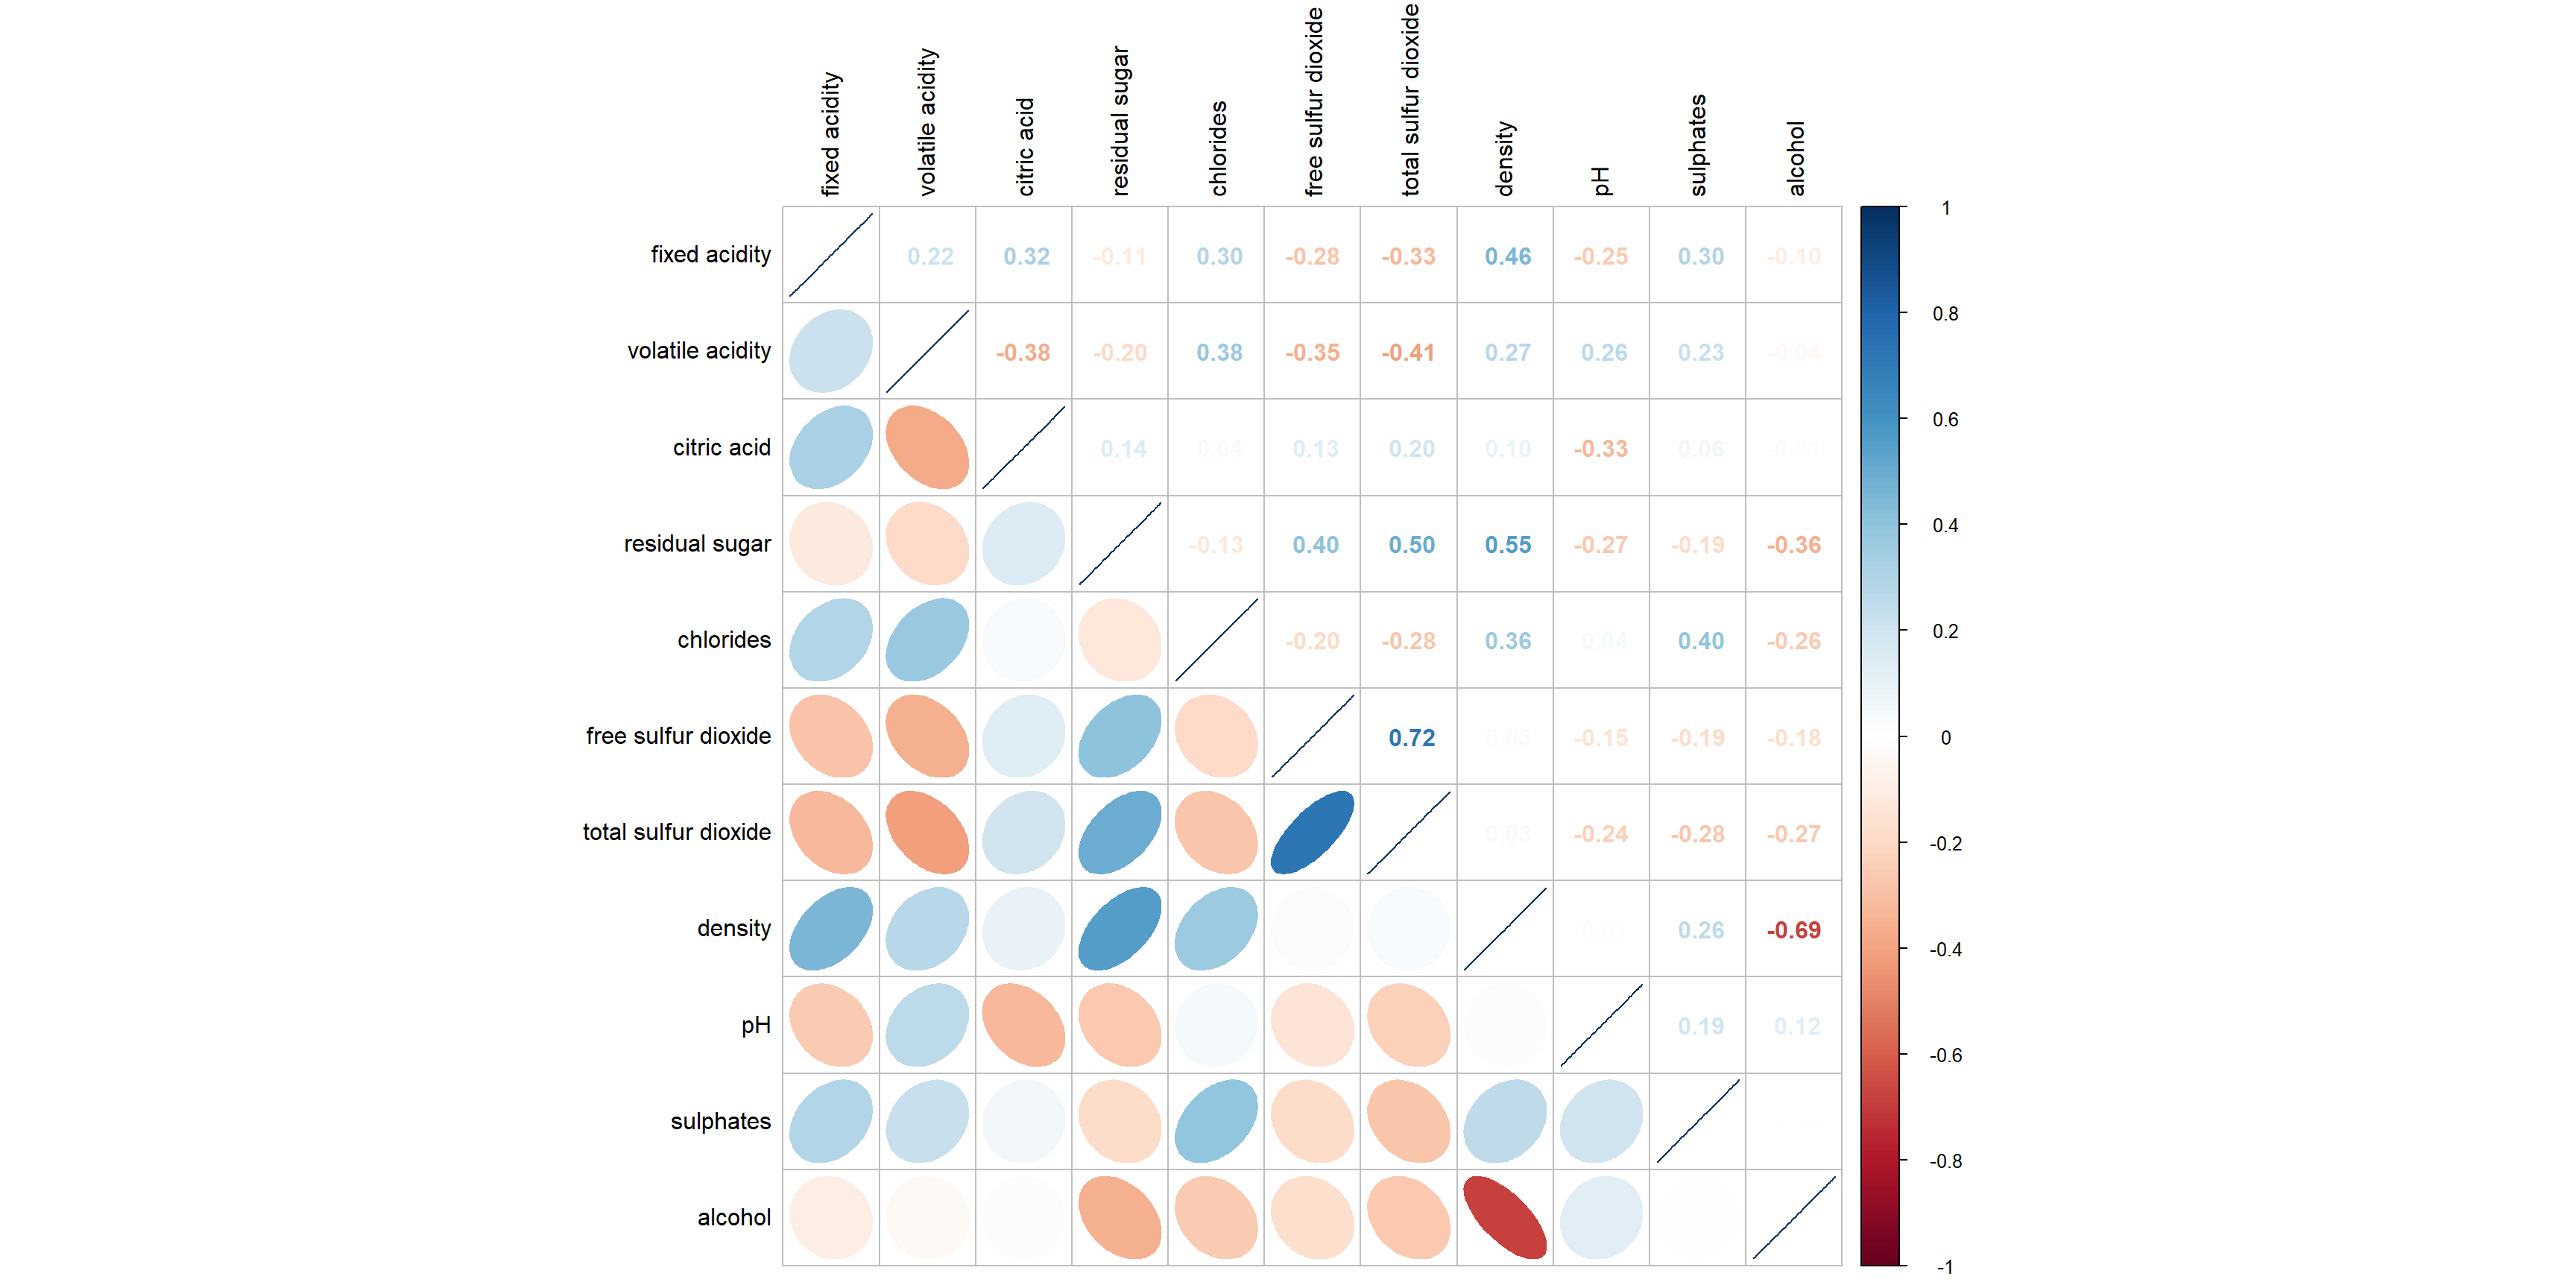 fixed acidity
volatile acidity
citric acid
residual sugar
chlorides
free sulfur dioxide
total sulfur dioxide
density
pH
sulphates
alcohol
fixed acidity 0.22 0.32 -0.11 0.30 -0.28 -0.33 0.46 -0.25 0.30 -0.10
volatile acidity -0.38 -0.20 0.38 -0.35 -0.41 0.27 0.26 0.23 -0.04
citric acid 0.14 0.04 0.13 0.20 0.10 -0.33 0.06 -0.01
residual sugar -0.13 0.40 0.50 0.55 -0.27 -0.19 -0.36
chlorides -0.20 -0.28 0.36 0.04 0.40 -0.26
free sulfur dioxide 0.72 0.03 -0.15 -0.19 -0.18
total sulfur dioxide 0.03 -0.24 -0.28 -0.27
density 0.01 0.26 -0.69
pH 0.19 0.12
sulphates
alcohol
1
0.8
0.6
0.4
0.2
0
-0.2
-0.4
-0.6
-0.8
-1